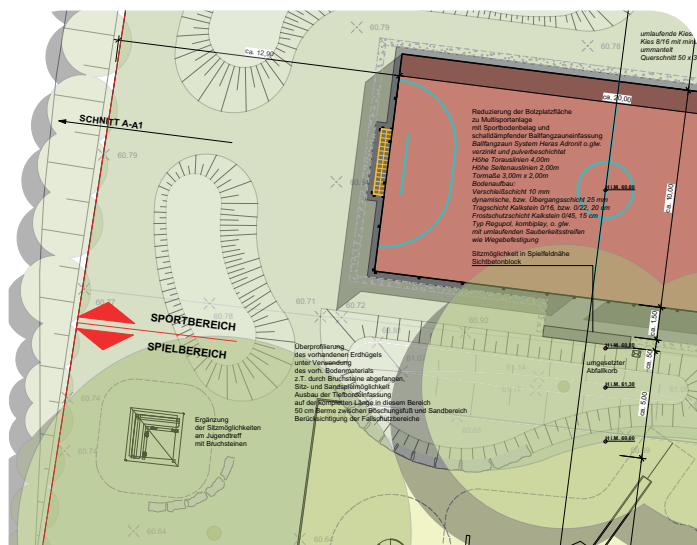 60.79
60.78
umlaufende Kies
Kies 8/16 mit min
ummantelt
Querschnitt 50 x 3
ca. 12,90
ca. 20,00
SCHNITT A-A1
60.79
Reduzierung der Bolzplatzfläche
zu Multisportanlage
mit Sportbodenbelag und
schalldämpfender Ballfangzauneinfassung
Ballfangzaun System Heras Adronit o.glw.
verzinkt und pulverbeschichtet
Höhe Torauslinien 4,00m
Höhe Seitenauslinien 2,00m
Tormaße 3,00m x 2,00m
Bodenaufbau:
Verschleißschicht 10 mm
dynamische, bzw. Übergangsschicht 25 mm
Tragschicht Kalkstein 0/16, bzw. 0/22, 20 cm
Frostschutzschicht Kalkstein 0/45, 15 cm
Typ Regupol, kombiplay, o. glw.
mit umlaufenden Sauberkeitsstreifen
wie Wegebefestigung
ca. 10,00
Sitzmöglichkeit in Spielfeldnähe
Sichtbetonblock
60.77
60.78
60.71
60.72
60.92
ca. 1,50
SPORTBEREICH
SPIELBEREICH
Überprofilierung
des vorhandenen Erdhügels
unter Verwendung
des vorh. Bodenmaterials
z.T. durch Bruchsteine abgefangen,
Sitz- und Sandspielmöglichkeit
Ausbau der Tiefbordeinfassung
auf der kompletten Länge in diesem Bereich
50 cm Berme zwischen Böschungsfuß und Sandbereich
Berücksichtigung der Fallschutzbereiche
umgesetzter
Abfallkorb
ca. 5,00
Ergänzung
der Sitzmöglichkeiten
am Jugendtreff
mit Bruchsteinen
60.74
60.74
60.64
60.64